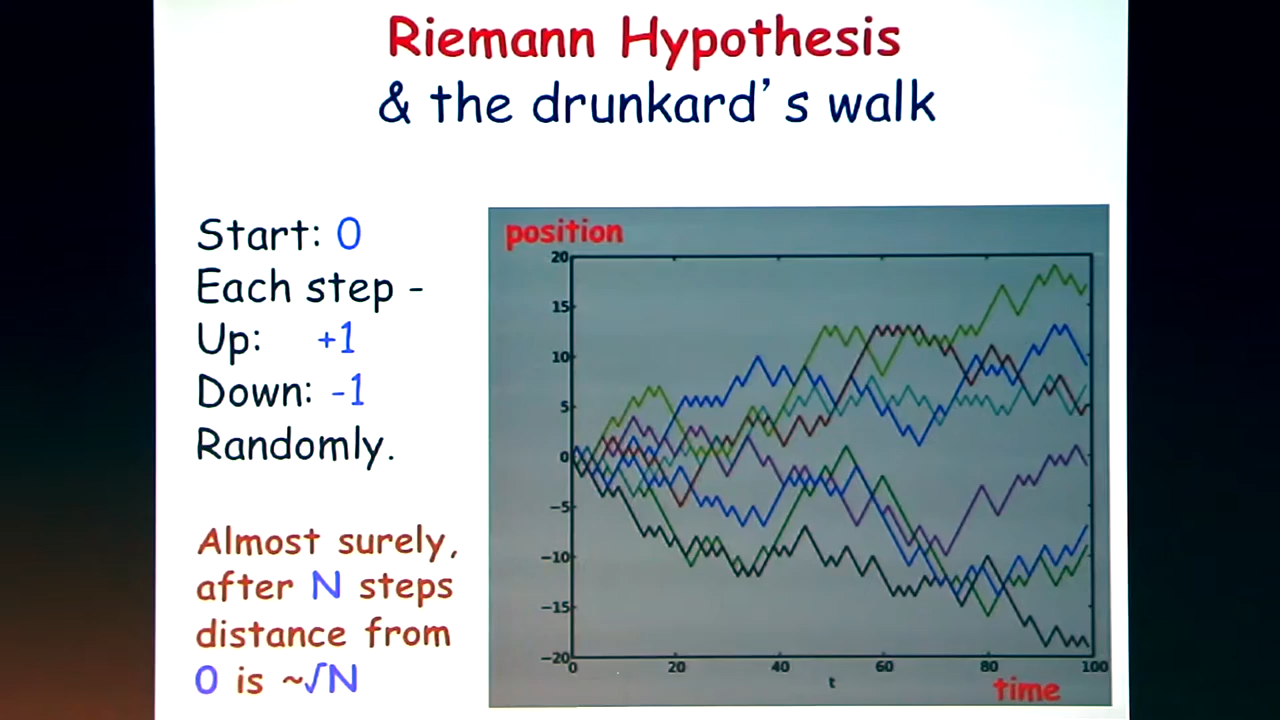 Riemann Hypothesis
& the drunkard's walk
Start: 0
Each step -
Up: +1
Down: -1
Randomly.
Almost surely,
after N steps
distance from
0 is ~√N
position
20
15
10
5
0
−5
−10
−15
−20
0 20 40 60 80 100
t
time